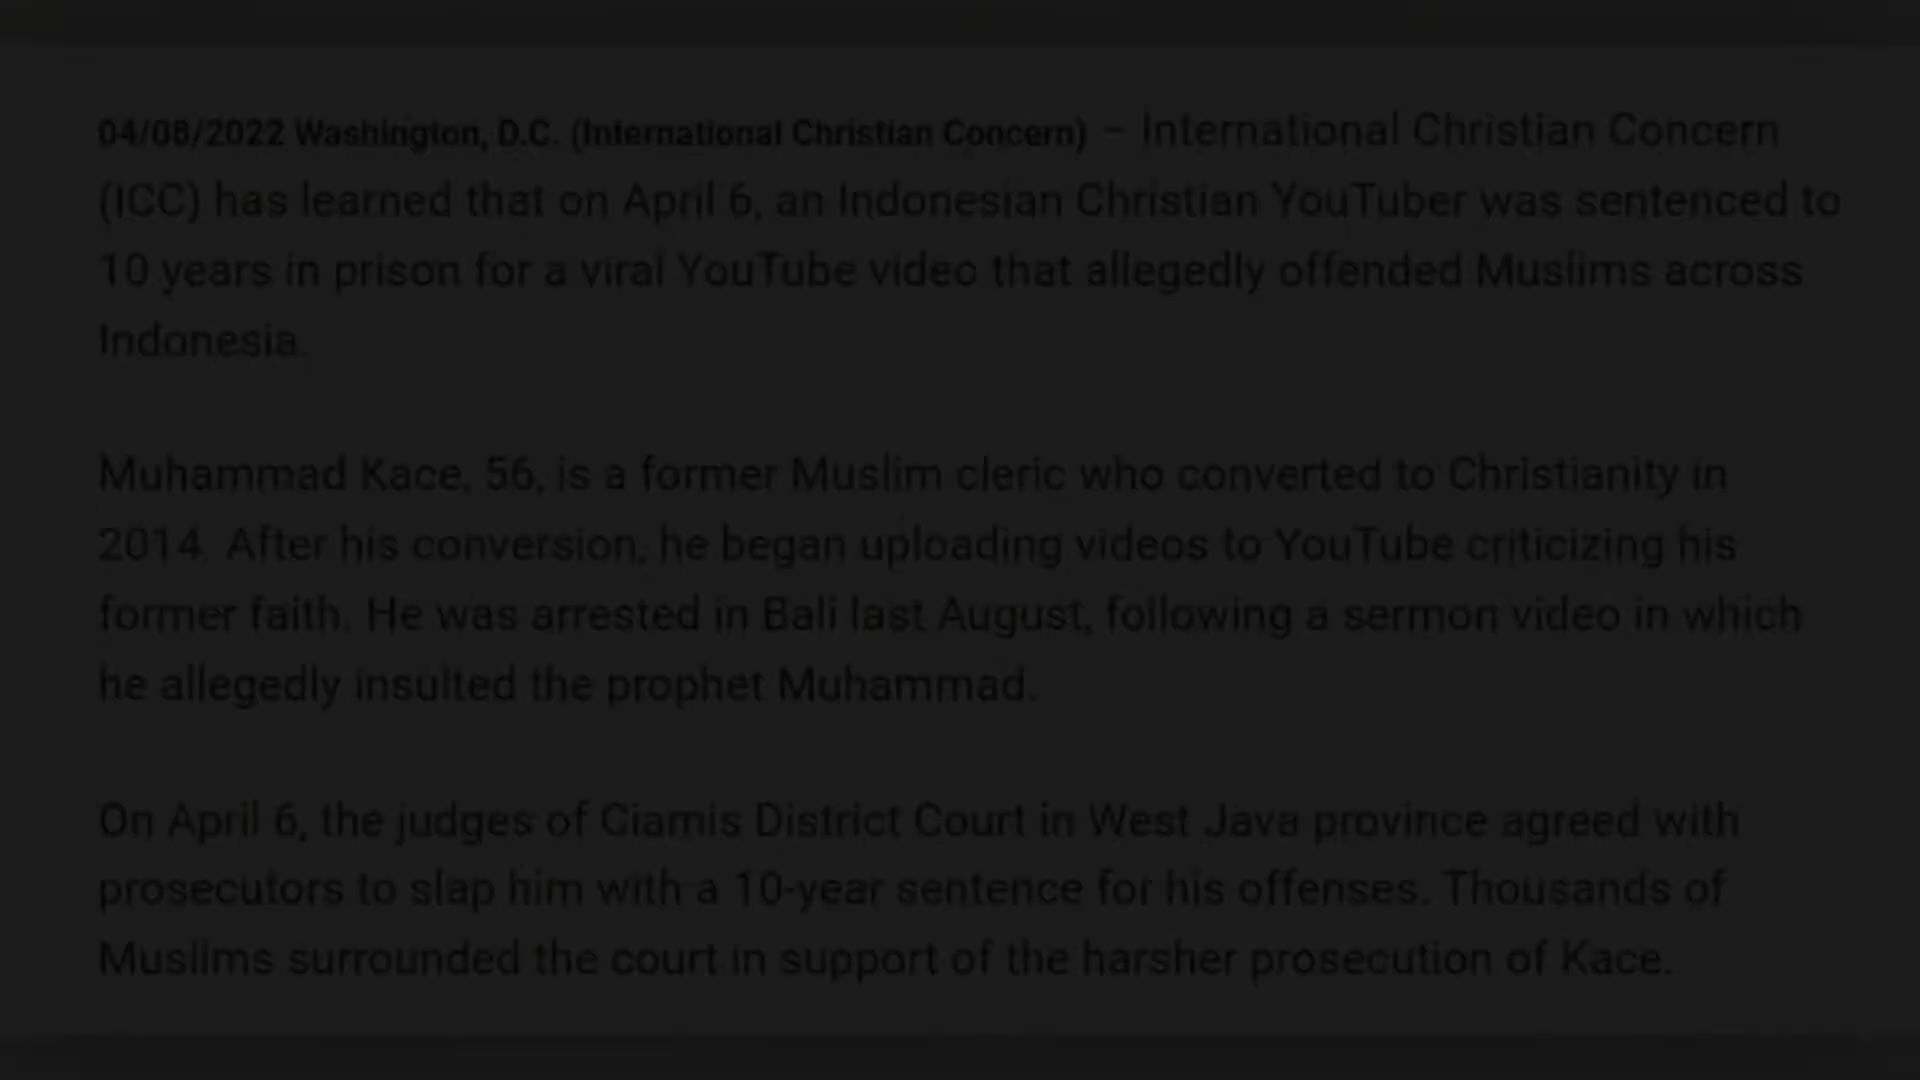 04/08/2022 Washington, D.C. (International Christian Concern) – International Christian Concern
(ICC) has learned that on April 6, an Indonesian Christian YouTuber was sentenced to
10 years in prison for a viral YouTube video that allegedly offended Muslims across
Indonesia.
Muhammad Kace, 56, is a former Muslim cleric who converted to Christianity in
2014. After his conversion, he began uploading videos to YouTube criticizing his
former faith. He was arrested in Bali last August, following a sermon video in which
he allegedly insulted the prophet Muhammad.
On April 6, the judges of Ciamis District Court in West Java province agreed with
prosecutors to slap him with a 10-year sentence for his offenses. Thousands of
Muslims surrounded the court in support of the harsher prosecution of Kace.